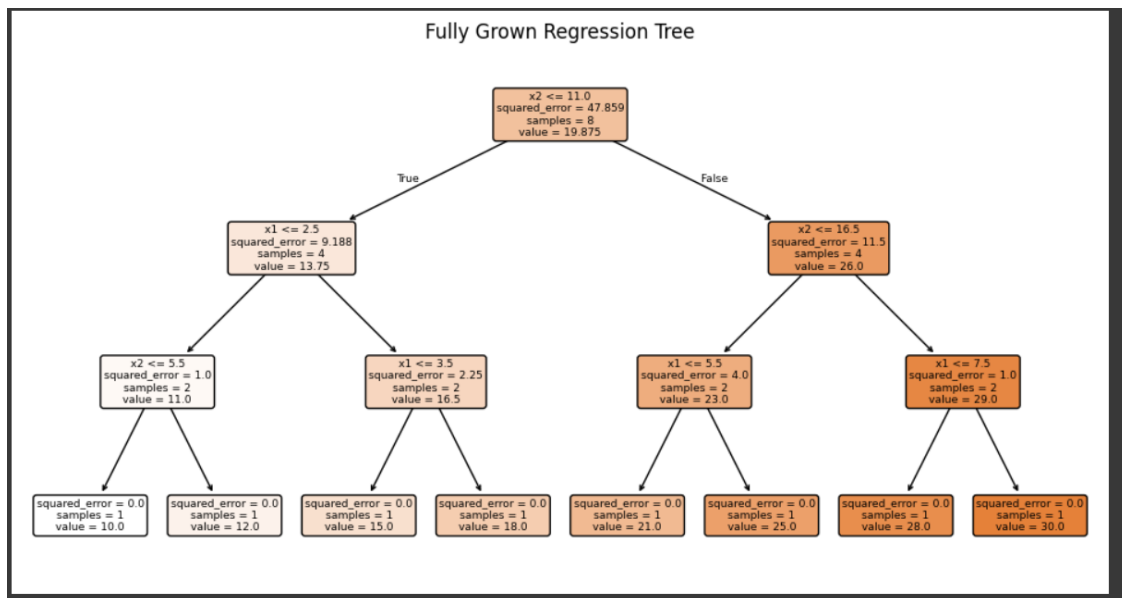 Fully Grown Regression Tree
x2 <= 11.0
squared_error = 47.859
samples = 8
value = 19.875
True
False
x1 <= 2.5
squared_error = 9.188
samples = 4
value = 13.75
x2 <= 16.5
squared_error = 11.5
samples = 4
value = 26.0
x2 <= 5.5
squared_error = 1.0
samples = 2
value = 11.0
x1 <= 3.5
squared_error = 2.25
samples = 2
value = 16.5
x1 <= 5.5
squared_error = 4.0
samples = 2
value = 23.0
x1 <= 7.5
squared_error = 1.0
samples = 2
value = 29.0
squared_error = 0.0
samples = 1
value = 10.0
squared_error = 0.0
samples = 1
value = 12.0
squared_error = 0.0
samples = 1
value = 15.0
squared_error = 0.0
samples = 1
value = 18.0
squared_error = 0.0
samples = 1
value = 21.0
squared_error = 0.0
samples = 1
value = 25.0
squared_error = 0.0
samples = 1
value = 28.0
squared_error = 0.0
samples = 1
value = 30.0